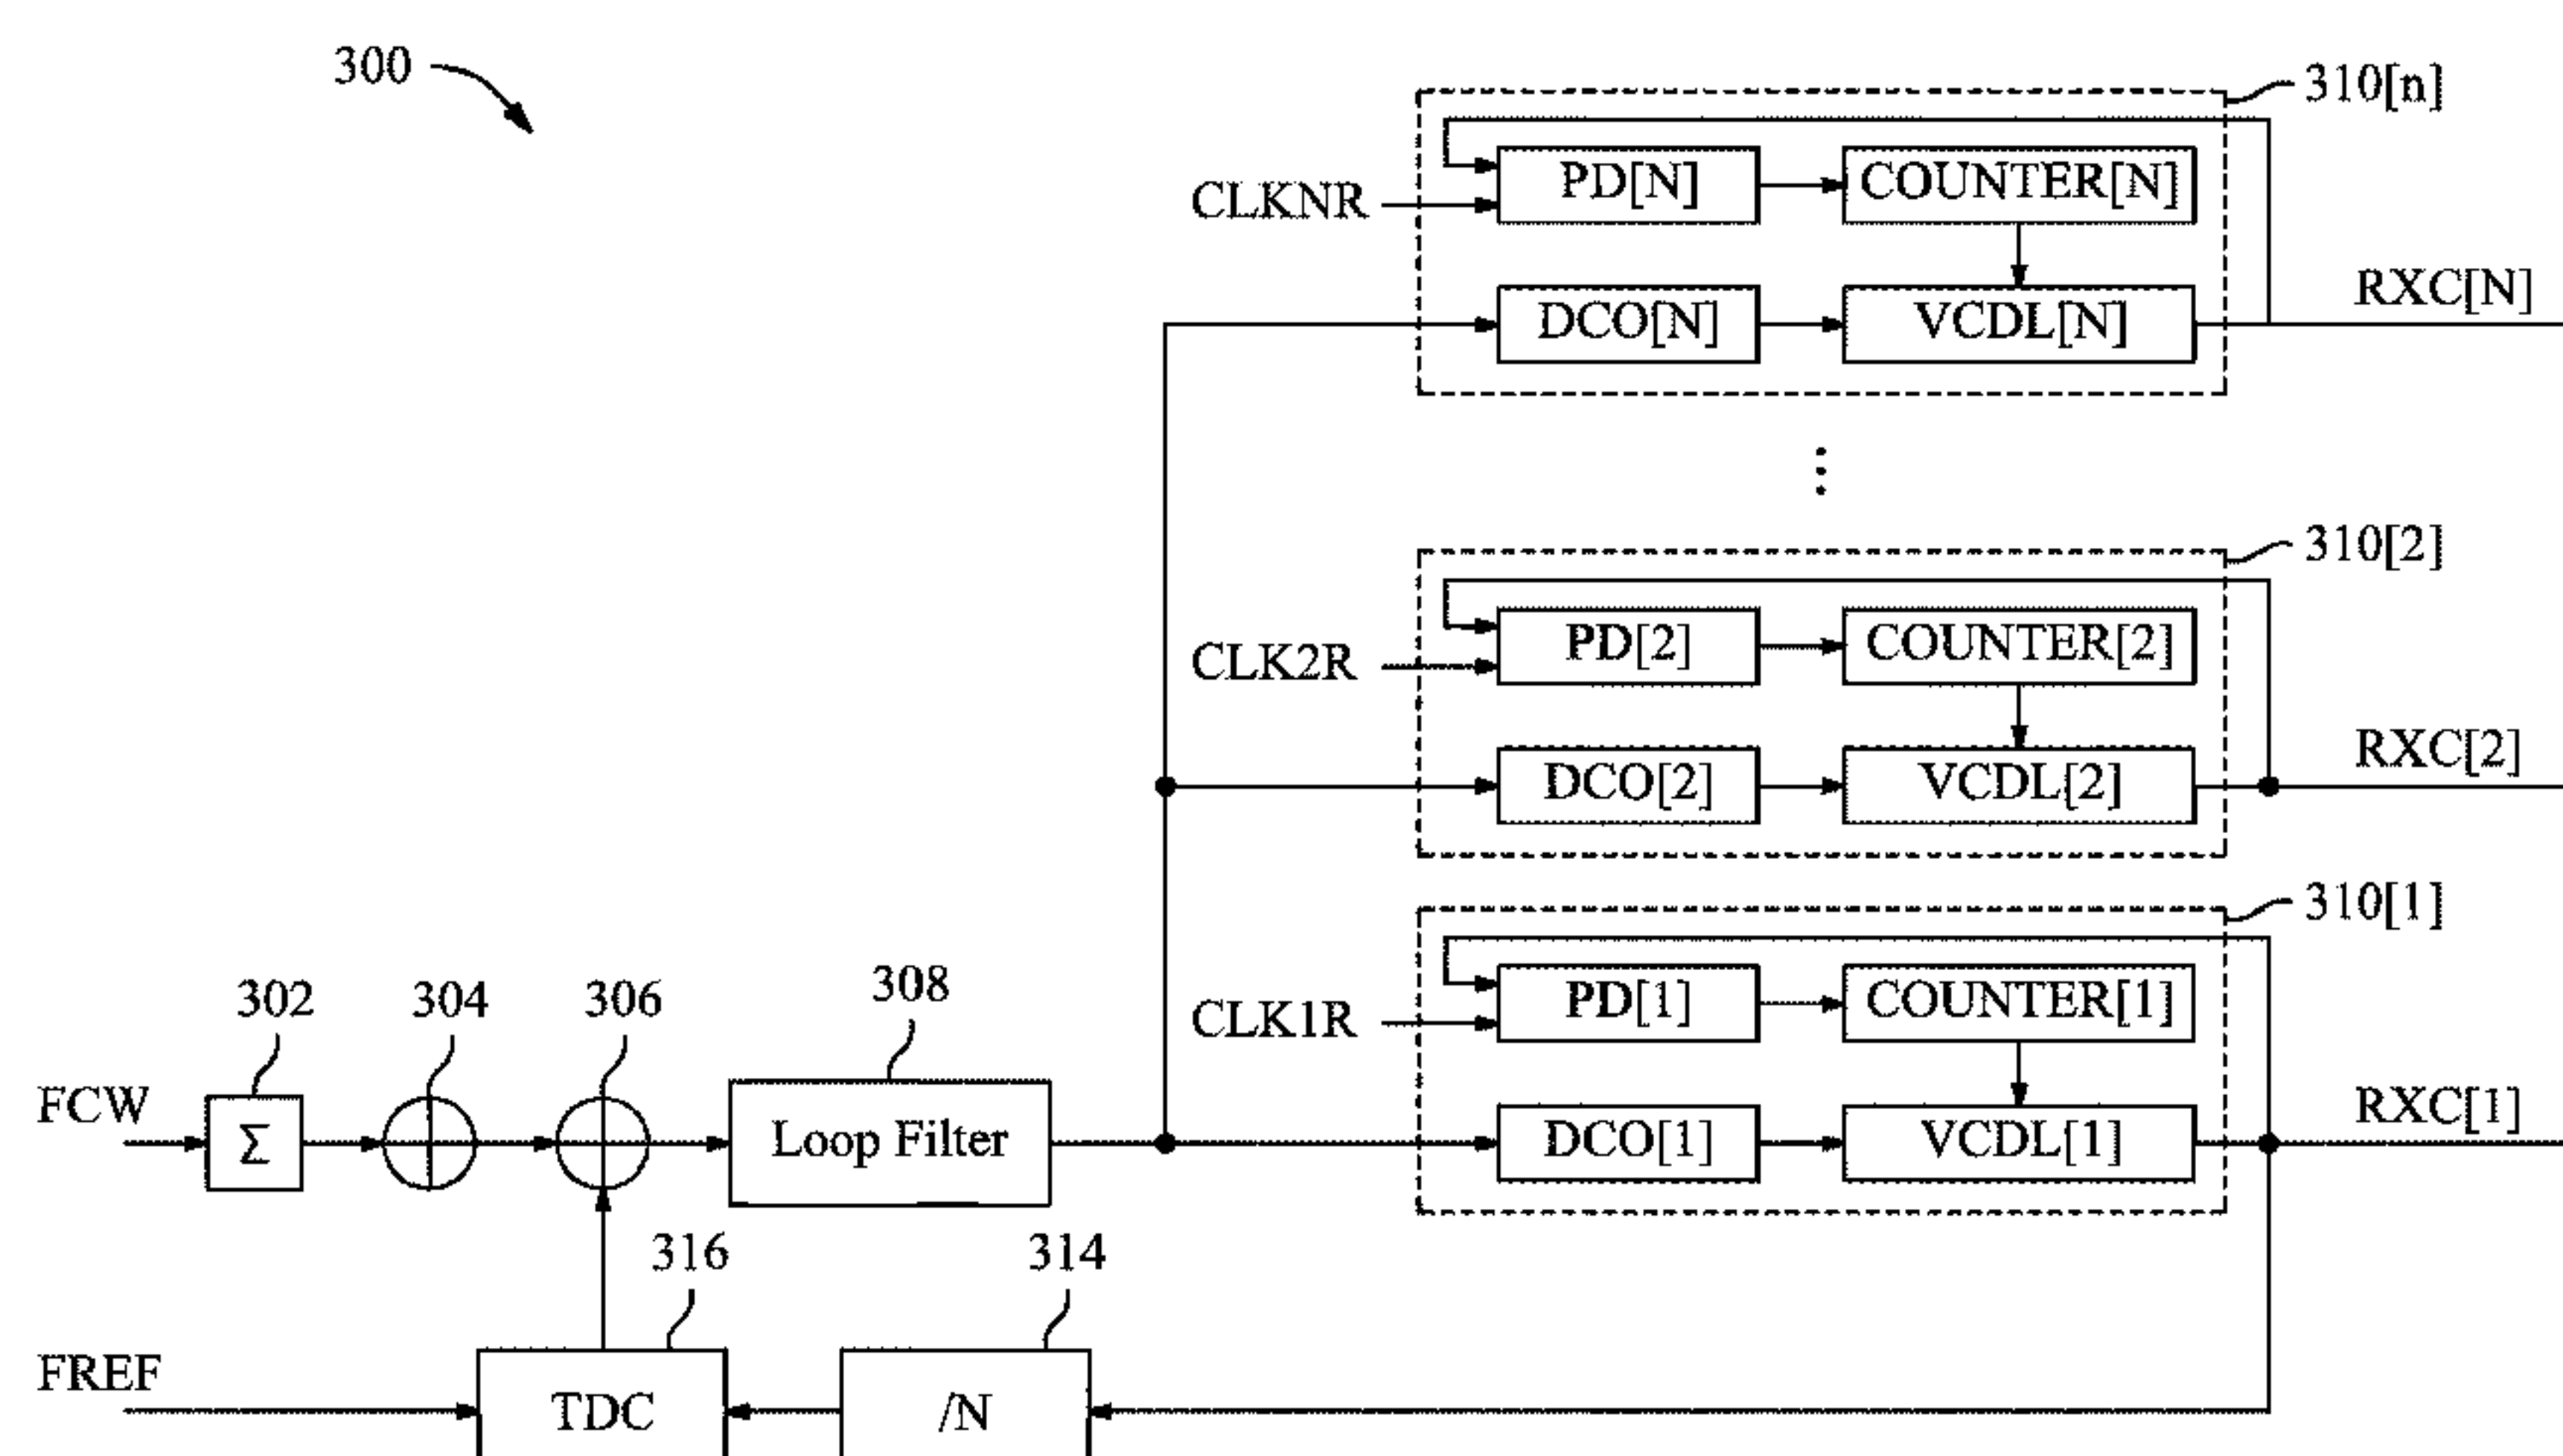 300
310[n]
CLKNR
PD[N]
COUNTER[N]
DCO[N]
VCDL[N]
RXC[N]
310[2]
CLK2R
PD[2]
COUNTER[2]
DCO[2]
VCDL[2]
RXC[2]
310[1]
CLK1R
PD[1]
COUNTER[1]
DCO[1]
VCDL[1]
RXC[1]
302
304
306
308
FCW
Σ
Loop Filter
316
314
FREF
TDC
/N